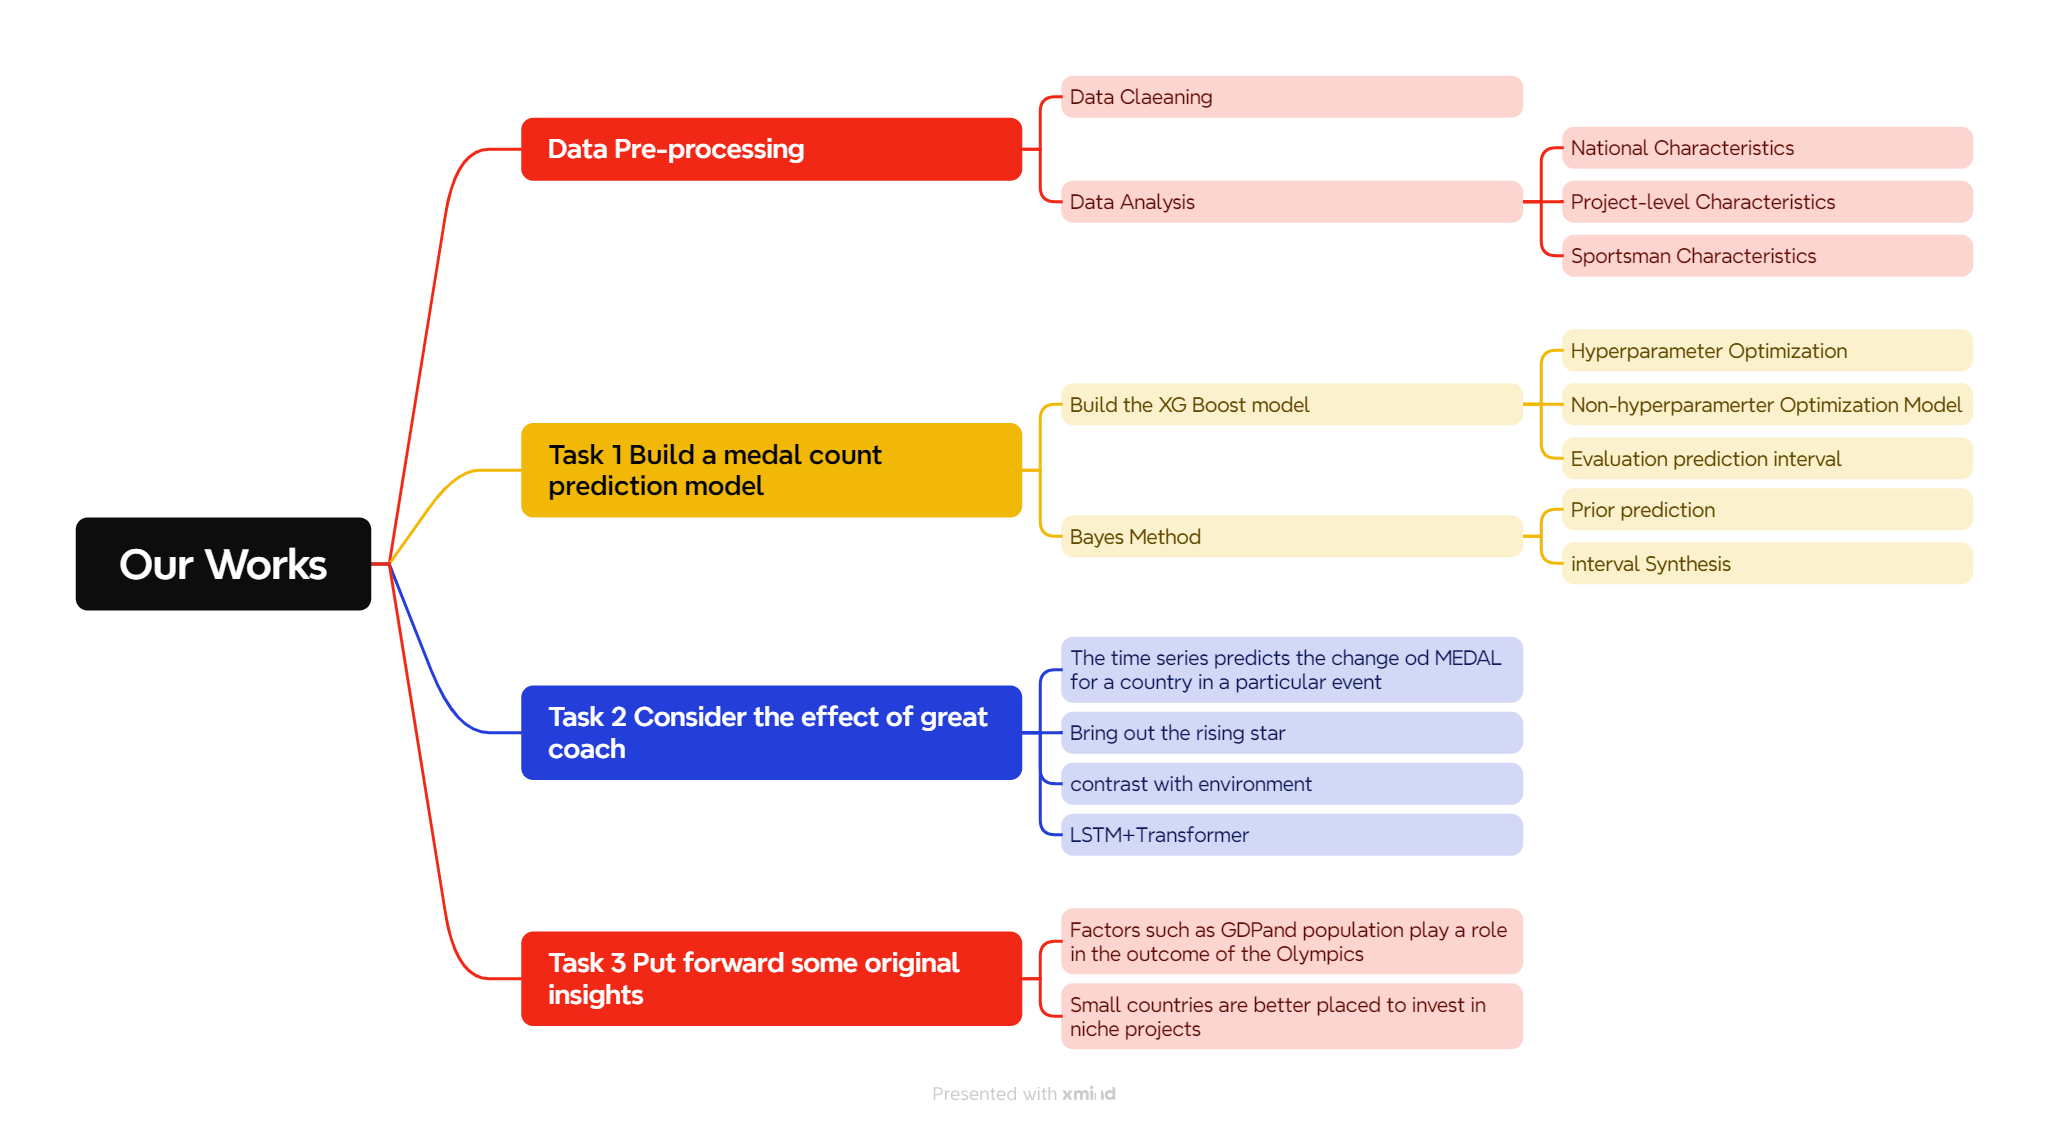 Our Works
Data Pre-processing
Data Claeaning
Data Analysis
National Characteristics
Project-level Characteristics
Sportsman Characteristics
Task 1 Build a medal count
prediction model
Build the XG Boost model
Hyperparameter Optimization
Non-hyperparamerter Optimization Model
Evaluation prediction interval
Bayes Method
Prior prediction
interval Synthesis
Task 2 Consider the effect of great
coach
The time series predicts the change od MEDAL
for a country in a particular event
Bring out the rising star
contrast with environment
LSTM+Transformer
Task 3 Put forward some original
insights
Factors such as GDPand population play a role
in the outcome of the Olympics
Small countries are better placed to invest in
niche projects
Presented with xmind